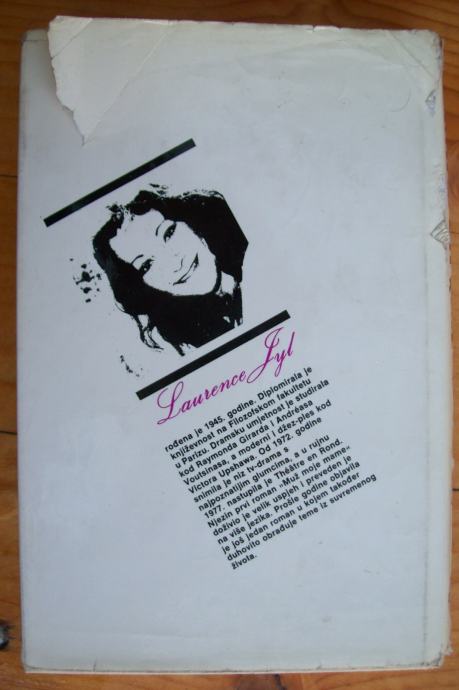 Laurence Jyl
rođena je 1945. godine. Diplomirala je
književnost na Filozofskom fakultetu
u Parizu. Dramsku umjetnost je studirala
kod Raymonda Girarda i Andréasa
Voutsinasa, a moderni i džez-ples kod
Victora Upshawa. Od 1972. godine
snimila je niz tv-drama s
najpoznatijim glumcima, a u rujnu
1977. nastupila je Théâtre en Rond.
Njezin prvi roman »Muž moje mame«
doživio je velik uspjeh i preveden je
na više jezika. Prošle godine objavila
je još jedan roman u kojem također
duhovito obrađuje teme iz suvremenog
života.